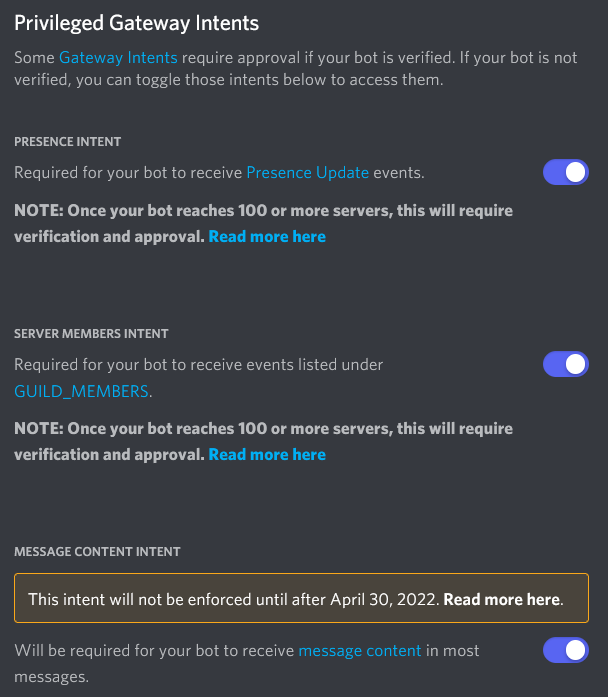 Privileged Gateway Intents
Some Gateway Intents require approval if your bot is verified. If your bot is not
verified, you can toggle those intents below to access them.
PRESENCE INTENT
Required for your bot to receive Presence Update events.
NOTE: Once your bot reaches 100 or more servers, this will require
verification and approval. Read more here
SERVER MEMBERS INTENT
Required for your bot to receive events listed under
GUILD_MEMBERS.
NOTE: Once your bot reaches 100 or more servers, this will require
verification and approval. Read more here
MESSAGE CONTENT INTENT
This intent will not be enforced until after April 30, 2022. Read more here.
Will be required for your bot to receive message content in most
messages.